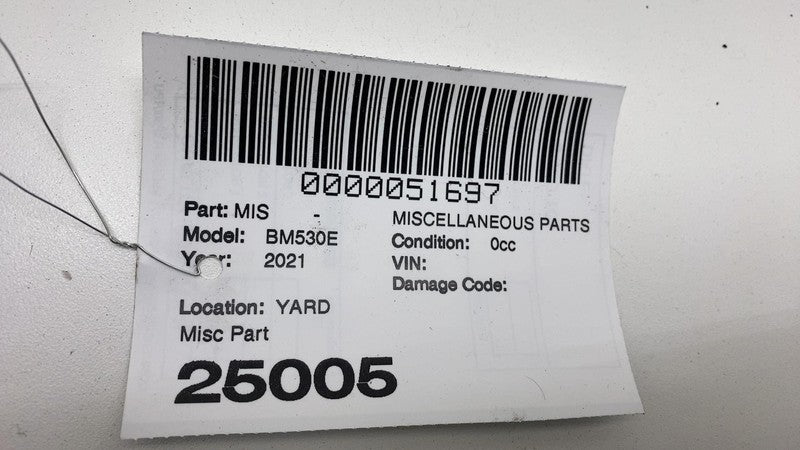 0000051697
Part: MIS - MISCELLANEOUS PARTS
Model: BM530E Condition: 0cc
Year: 2021 VIN:
Damage Code:
Location: YARD
Misc Part
25005